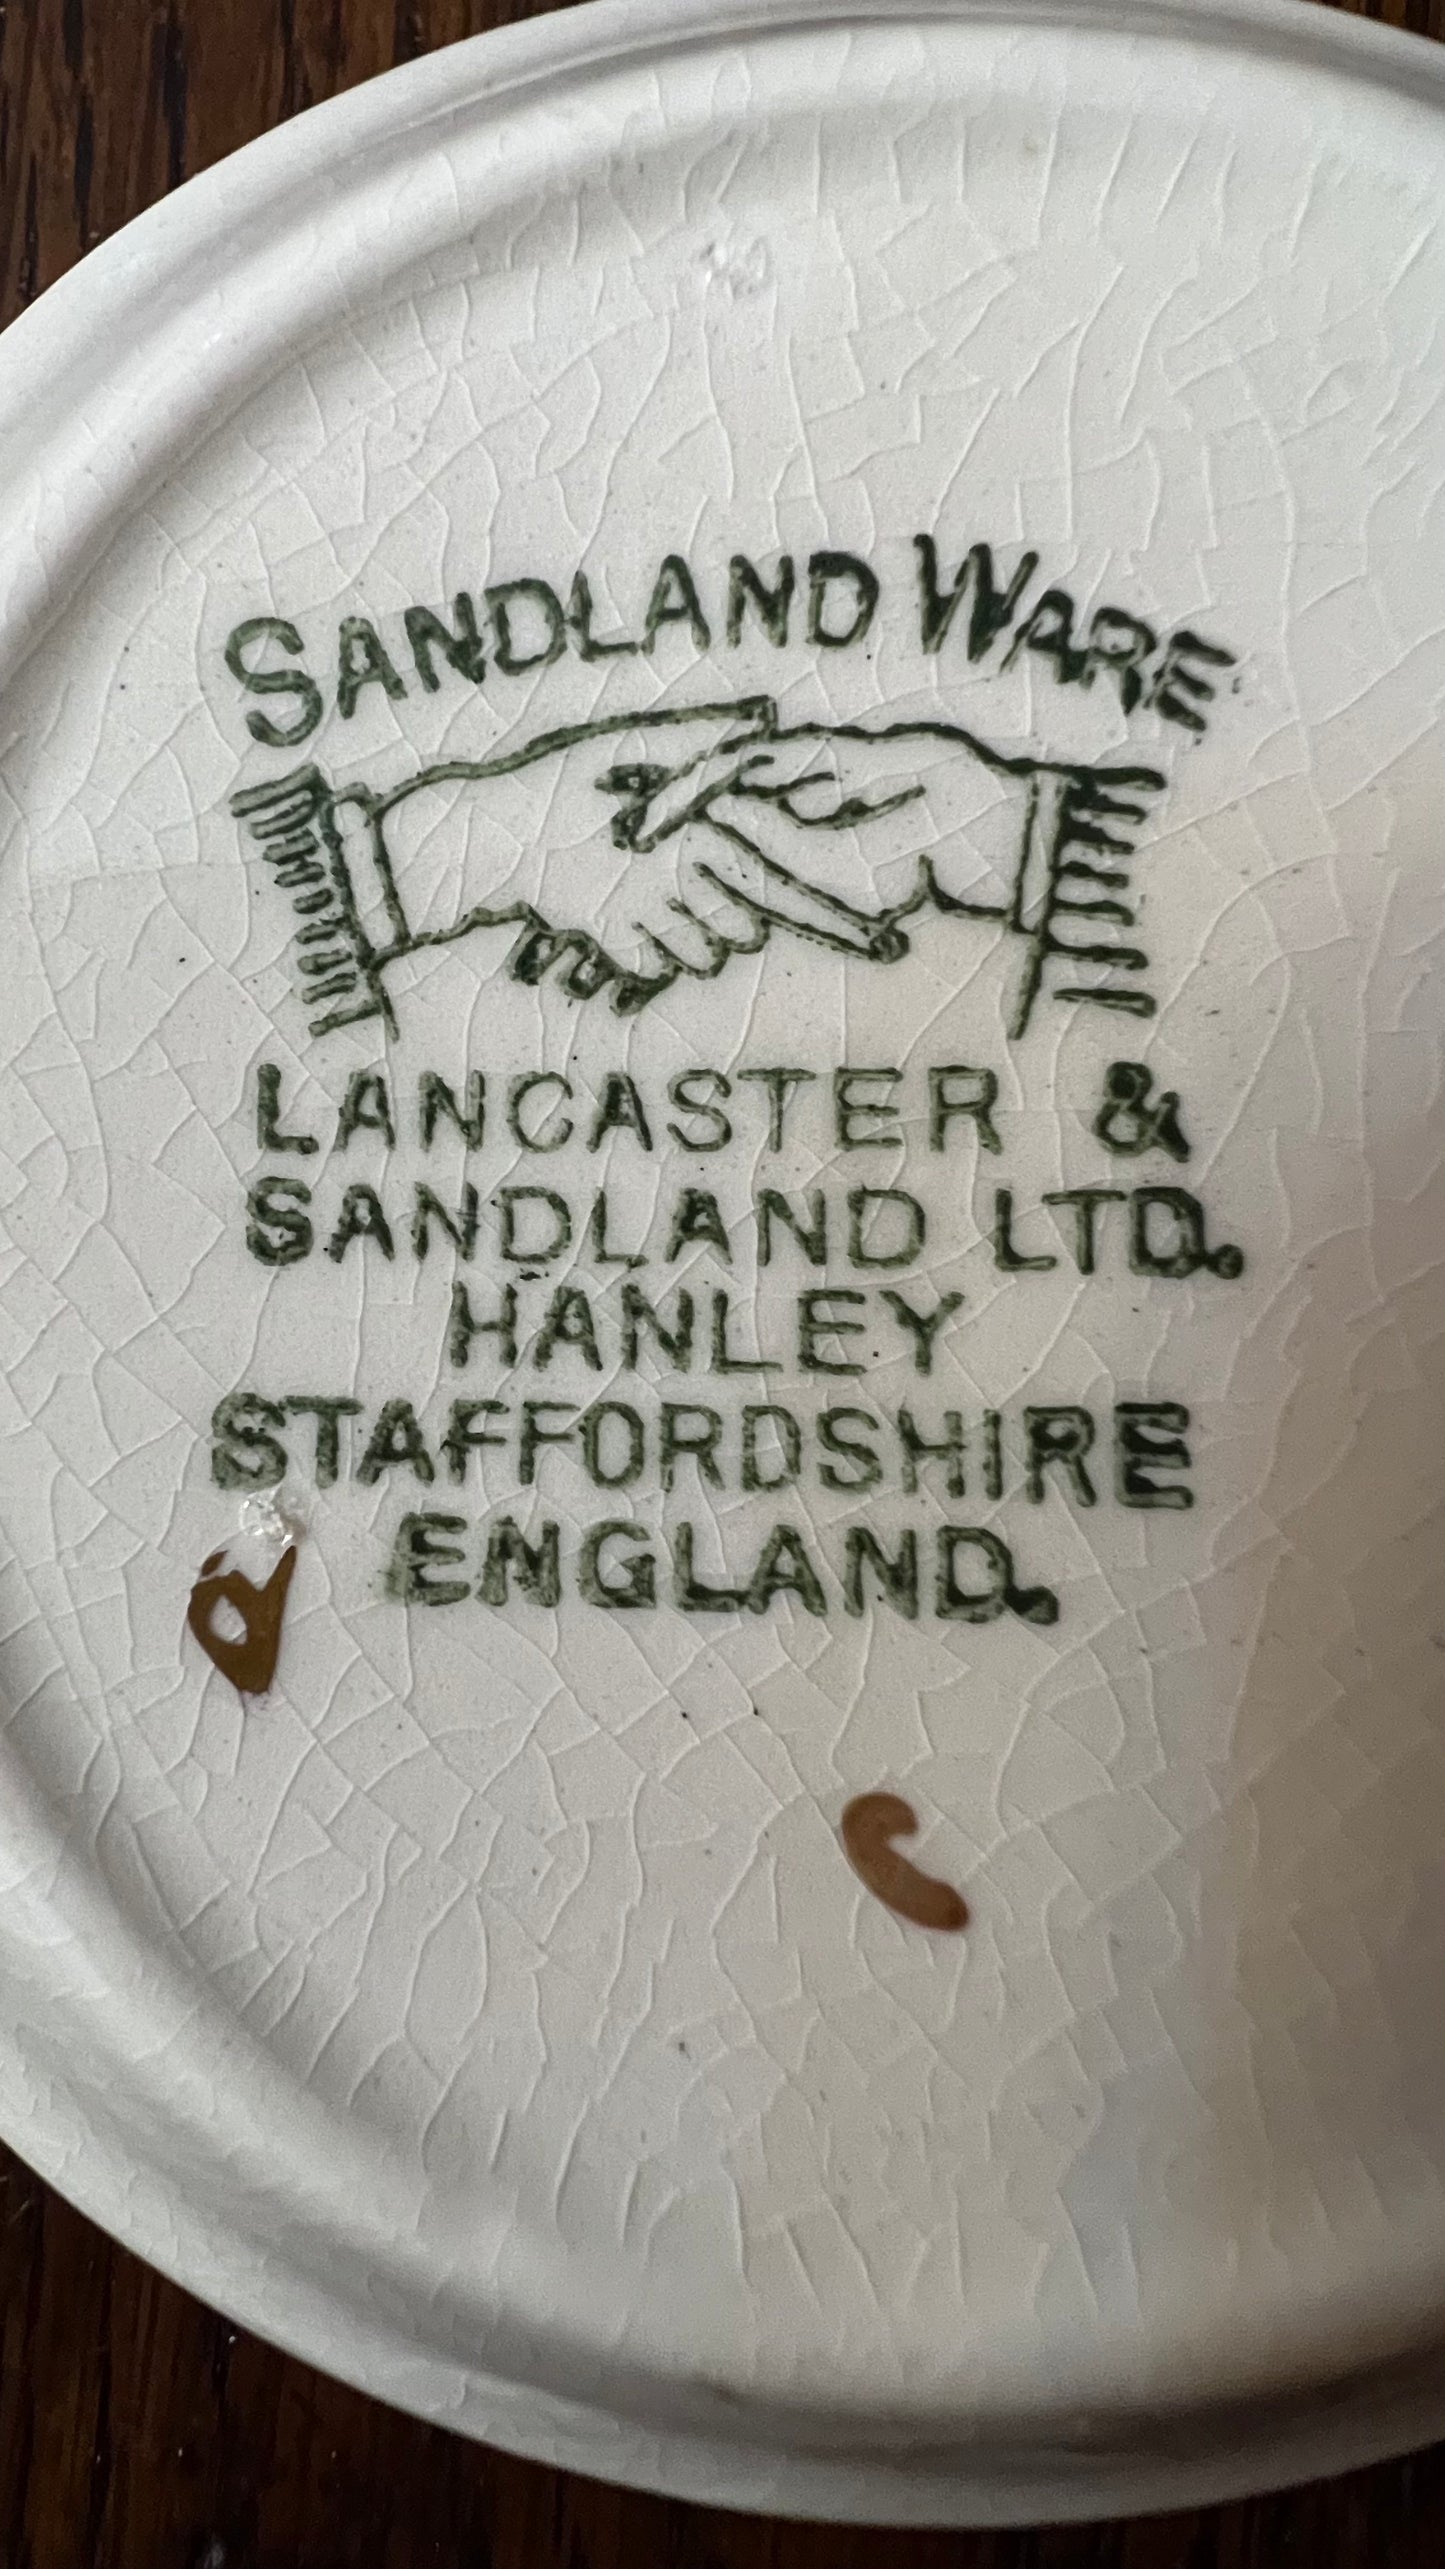 SANDLAND WARE
LANCASTER &
SANDLAND LTD.
HANLEY
STAFFORDSHIRE
ENGLAND.